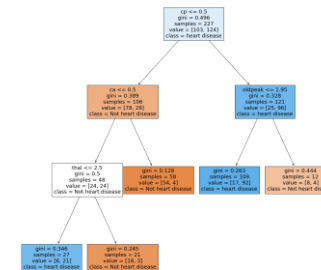 cp <= 0.5
gini = 0.496
samples = 227
value = [103, 124]
class = heart disease
ca <= 0.5
gini = 0.389
samples = 106
value = [78, 28]
class = Not heart disease
oldpeak <= 1.95
gini = 0.328
samples = 121
value = [25, 96]
class = heart disease
thal <= 2.5
gini = 0.5
samples = 48
value = [24, 24]
class = Not heart disease
gini = 0.128
samples = 58
value = [54, 4]
class = Not heart disease
gini = 0.263
samples = 109
value = [17, 92]
class = heart disease
gini = 0.444
samples = 12
value = [8, 4]
class = Not heart disease
gini = 0.346
samples = 27
value = [6, 21]
class = heart disease
gini = 0.245
samples = 21
value = [18, 3]
class = Not heart disease